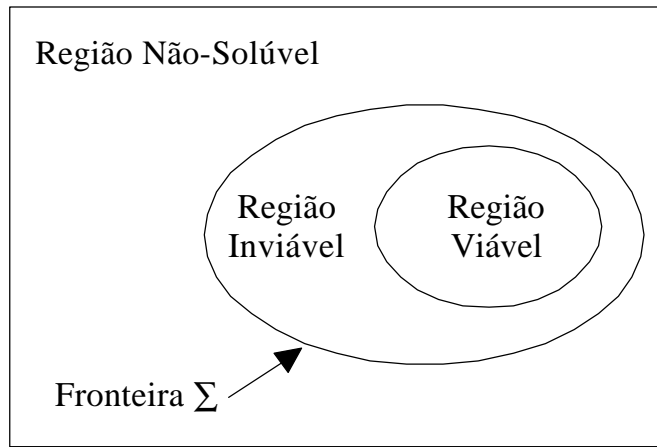 Região Não-Solúvel
Região
Inviável
Região
Viável
Fronteira ∑